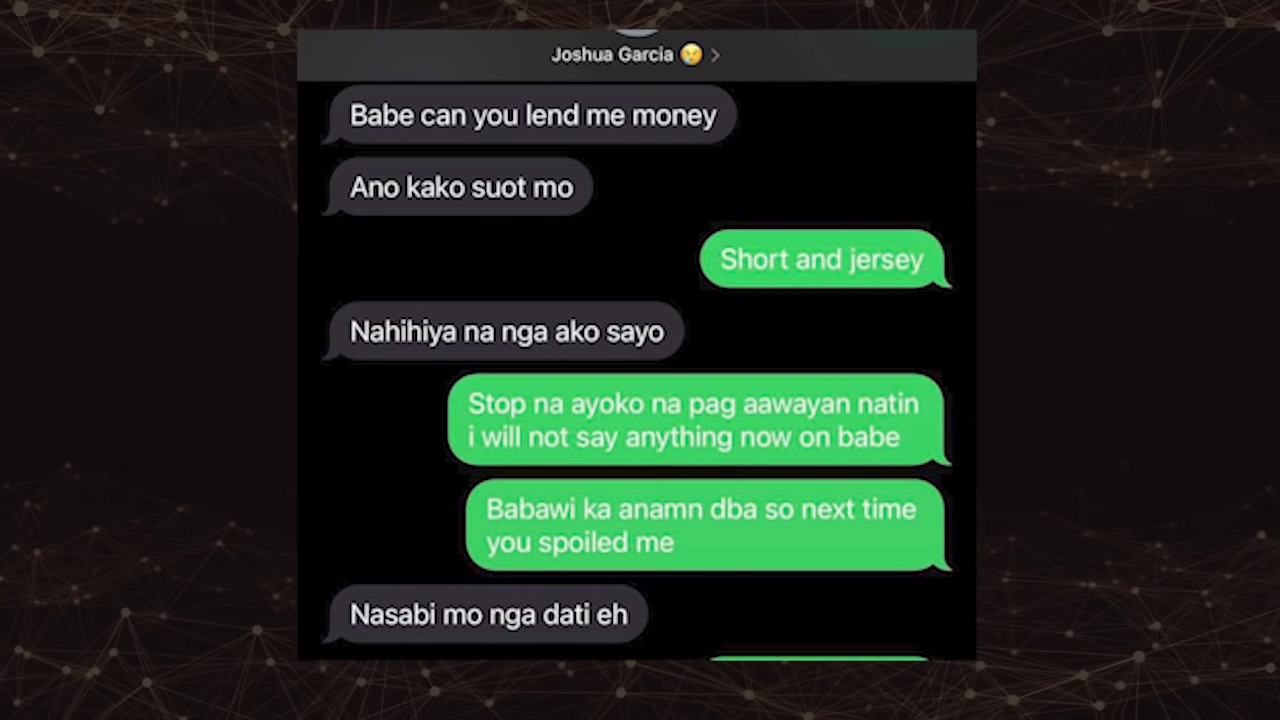 Joshua Garcia 😢
Babe can you lend me money
Ano kako suot mo
Short and jersey
Nahihiya na nga ako sayo
Stop na ayoko na pag aawayan natin
i will not say anything now on babe
Babawi ka anamn dba so next time
you spoiled me
Nasabi mo nga dati eh